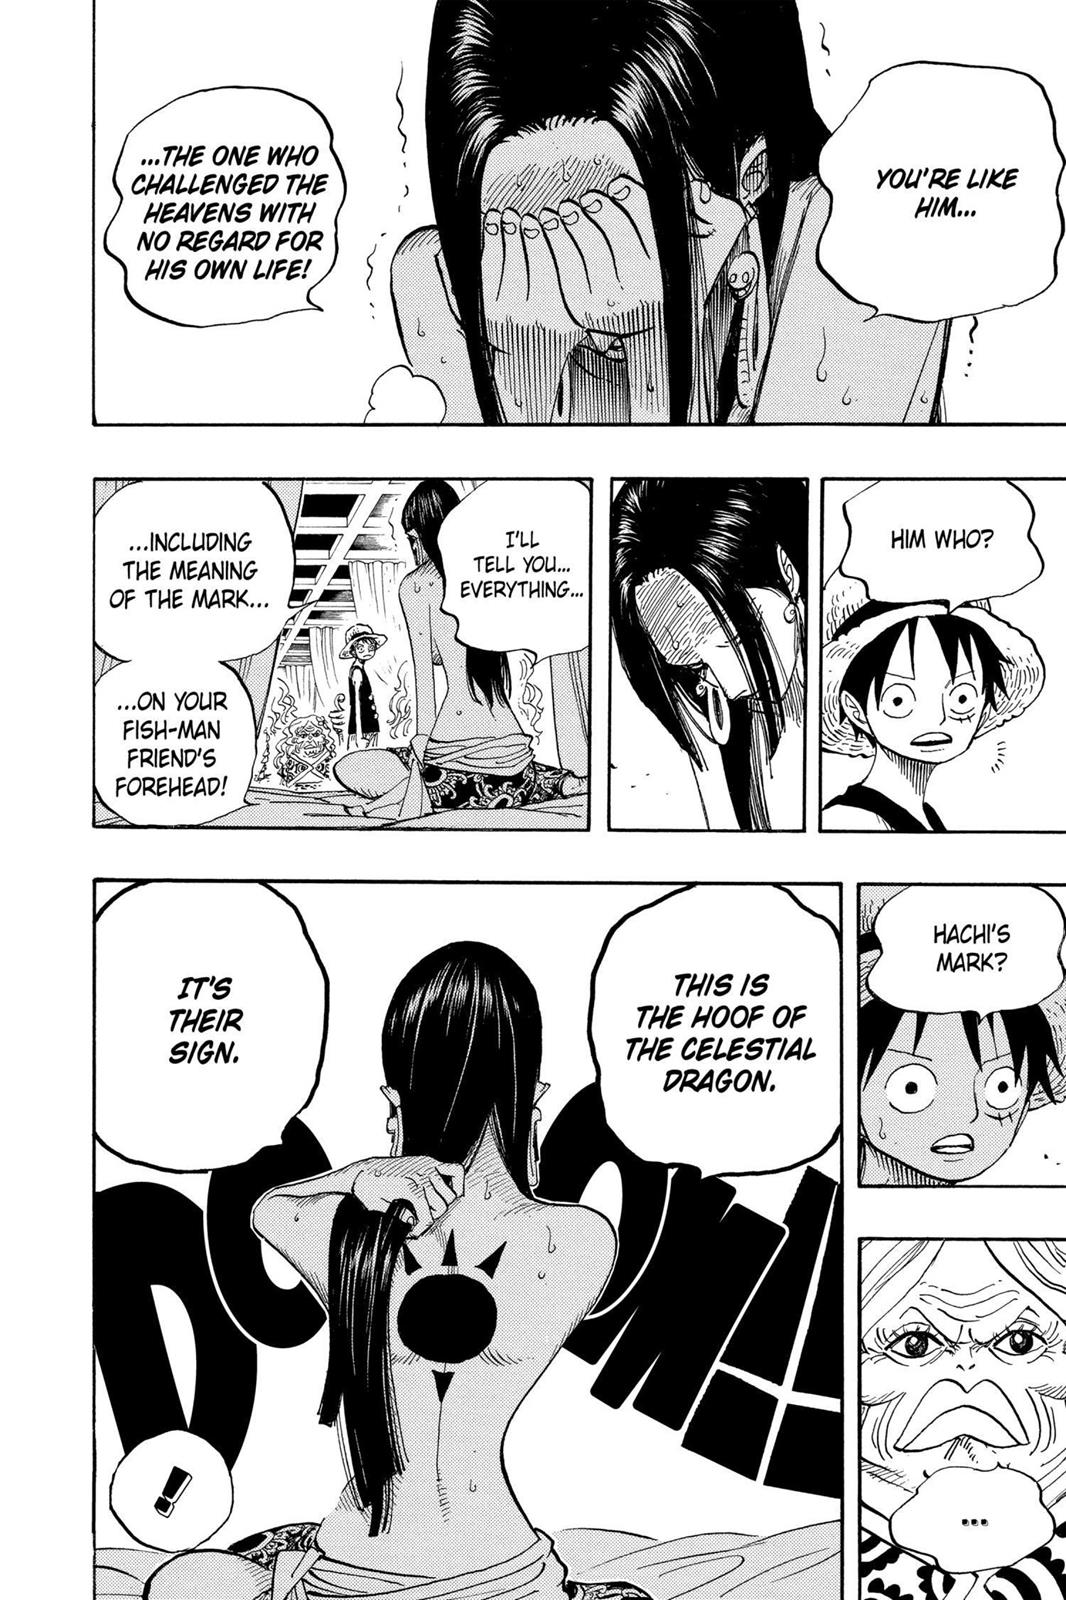 YOU'RE LIKE
HIM...
...THE ONE WHO
CHALLENGED THE
HEAVENS WITH
NO REGARD FOR
HIS OWN LIFE!
HIM WHO?
I'LL
TELL YOU...
EVERYTHING...
...INCLUDING
THE MEANING
OF THE MARK...
...ON YOUR
FISH-MAN
FRIEND'S
FOREHEAD!
HACHI'S
MARK?
...
THIS IS
THE HOOF OF
THE CELESTIAL
DRAGON.
IT'S
THEIR
SIGN.
!